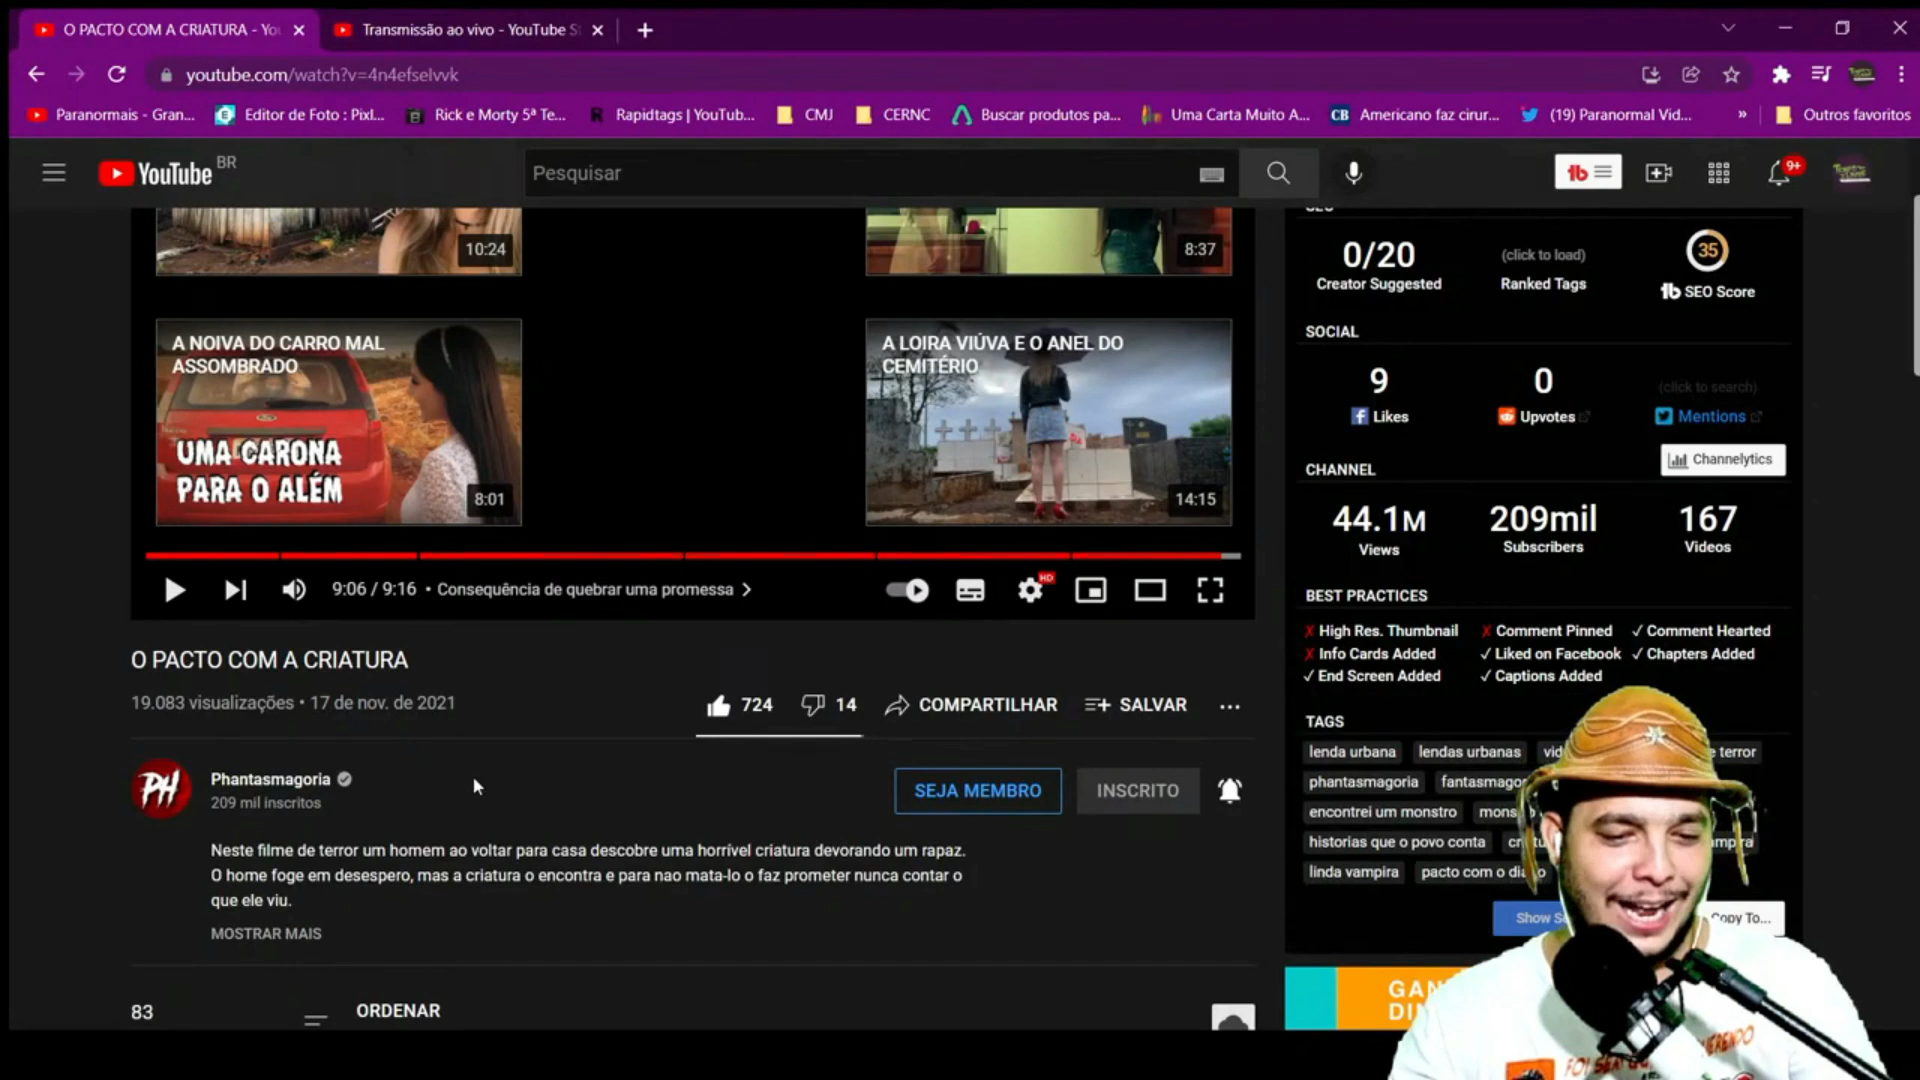 O PACTO COM A CRIATURA - You
Transmissão ao vivo - YouTube S
youtube.com/watch?v=4n4efselvvk
Paranormais - Gran...
Editor de Foto : Pixl...
Rick e Morty 5ª Te...
Rapidtags | YouTub...
CMJ
CERNC
Buscar produtos pa...
Uma Carta Muito A...
CB
Americano faz cirur...
(19) Paranormal Vid...
»
Outros favoritos
YouTube BR
Pesquisar
9+
10:24
8:37
0/20
Creator Suggested
(click to load)
Ranked Tags
35
SEO Score
A NOIVA DO CARRO MAL
ASSOMBRADO
UMA CARONA
PARA O ALÉM
8:01
A LOIRA VIÚVA E O ANEL DO
CEMITÉRIO
14:15
SOCIAL
9
Likes
0
Upvotes
(click to search)
Mentions
CHANNEL
Channelytics
44.1M
Views
209mil
Subscribers
167
Videos
9:06 / 9:16 • Consequência de quebrar uma promessa
HD
BEST PRACTICES
✗ High Res. Thumbnail
✗ Comment Pinned
✓ Comment Hearted
✗ Info Cards Added
✓ Liked on Facebook
✓ Chapters Added
✓ End Screen Added
✓ Captions Added
O PACTO COM A CRIATURA
19.083 visualizações • 17 de nov. de 2021
724
14
COMPARTILHAR
SALVAR
TAGS
lenda urbana
lendas urbanas
terror
phantasmagoria
encontrei um monstro
historias que o povo conta
linda vampira
PH
Phantasmagoria
209 mil inscritos
SEJA MEMBRO
INSCRITO
Neste filme de terror um homem ao voltar para casa descobre uma horrível criatura devorando um rapaz.
O home foge em desespero, mas a criatura o encontra e para nao mata-lo o faz prometer nunca contar o
que ele viu.
MOSTRAR MAIS
Show
Copy To...
83
ORDENAR